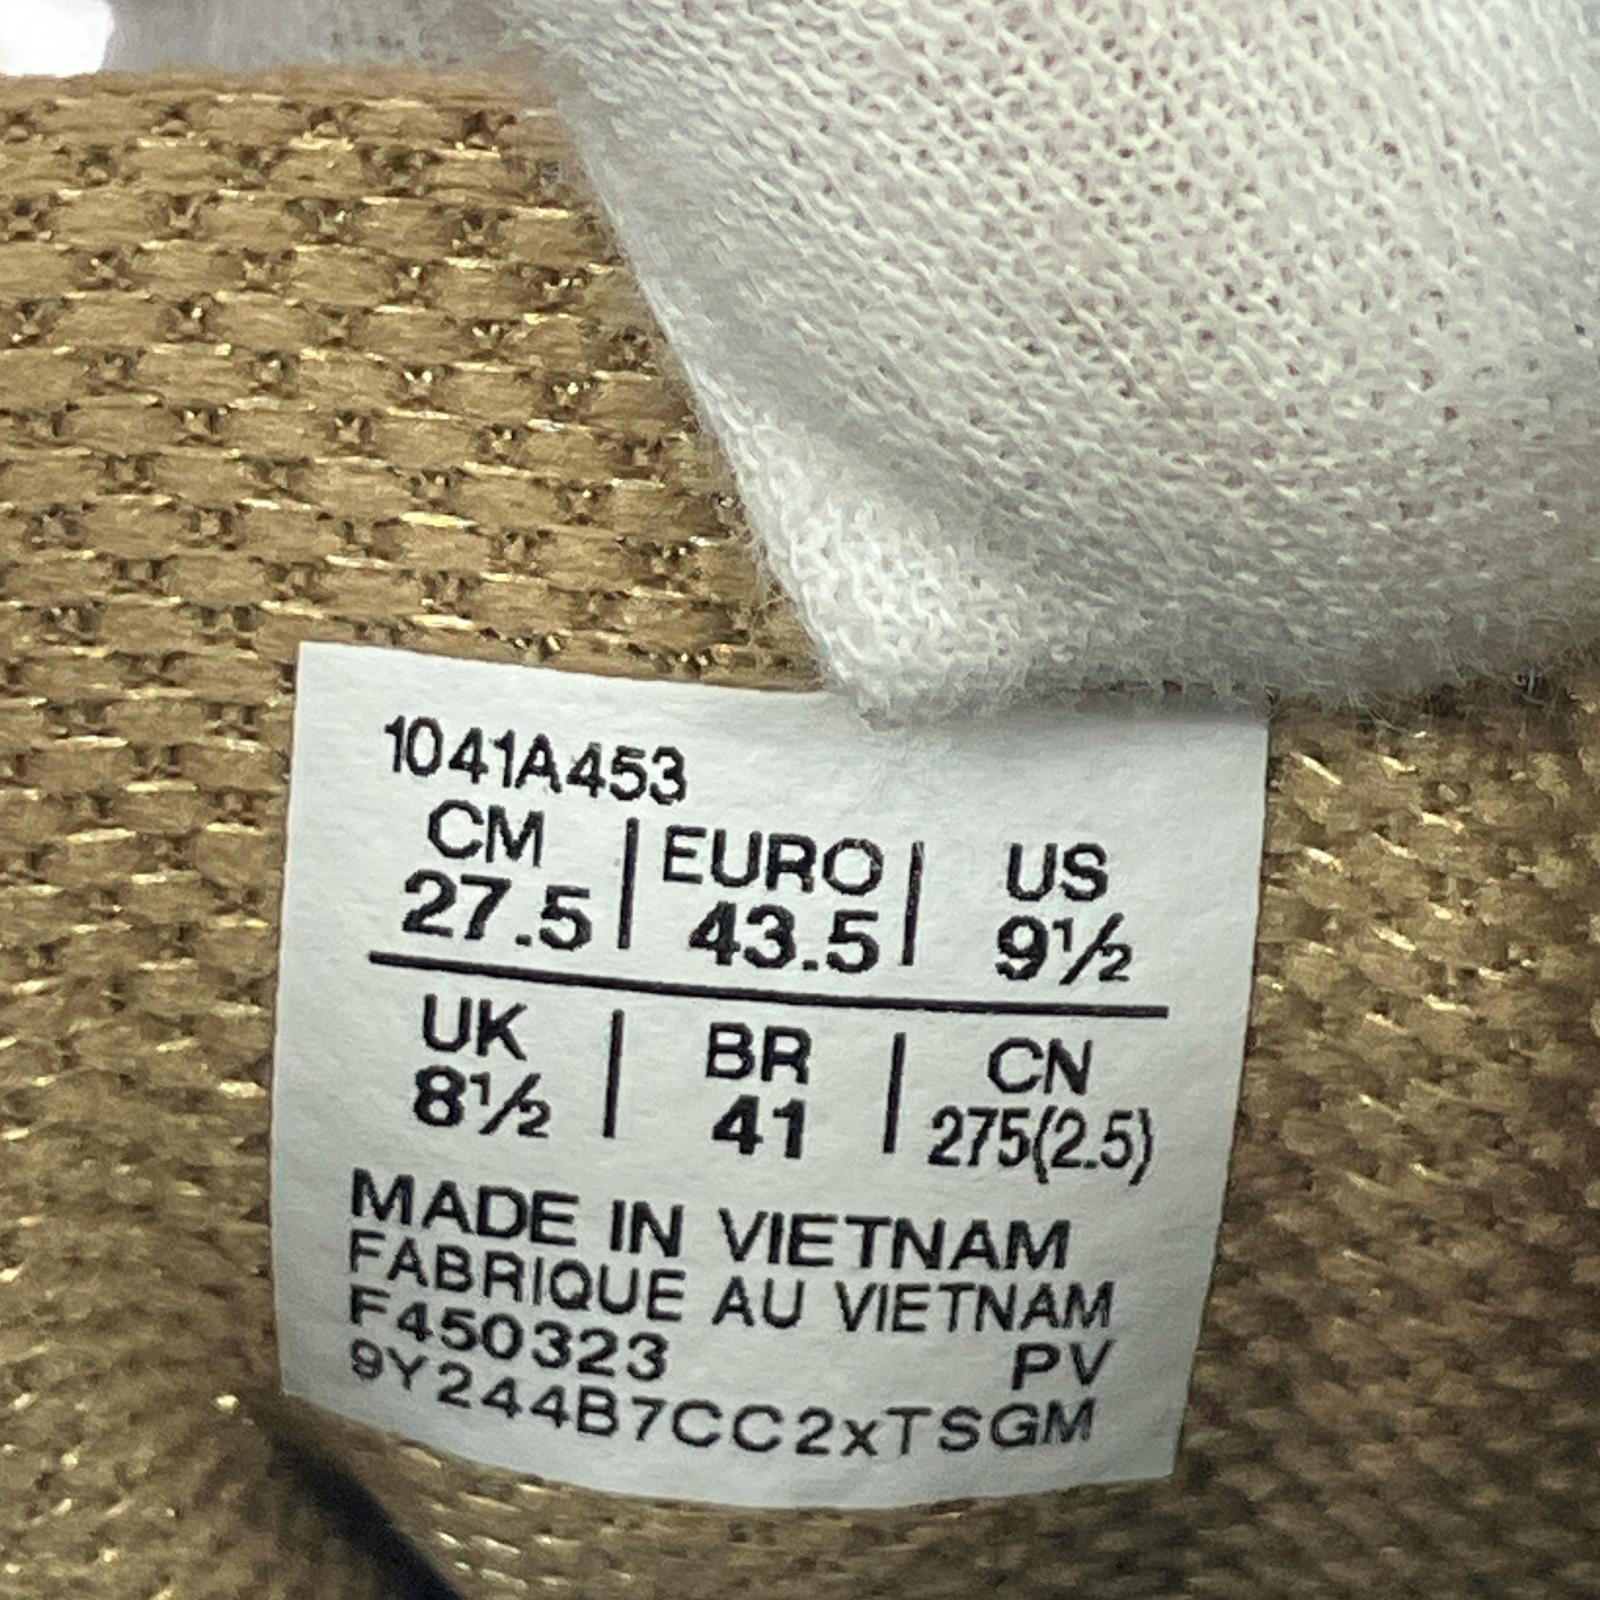 1041A453
CM | EURO | US
27.5 | 43.5 | 9½
UK | BR | CN
8½ | 41 | 275(2.5)
MADE IN VIETNAM
FABRIQUE AU VIETNAM
F450323 PV
9Y244B7CC2xTSGM